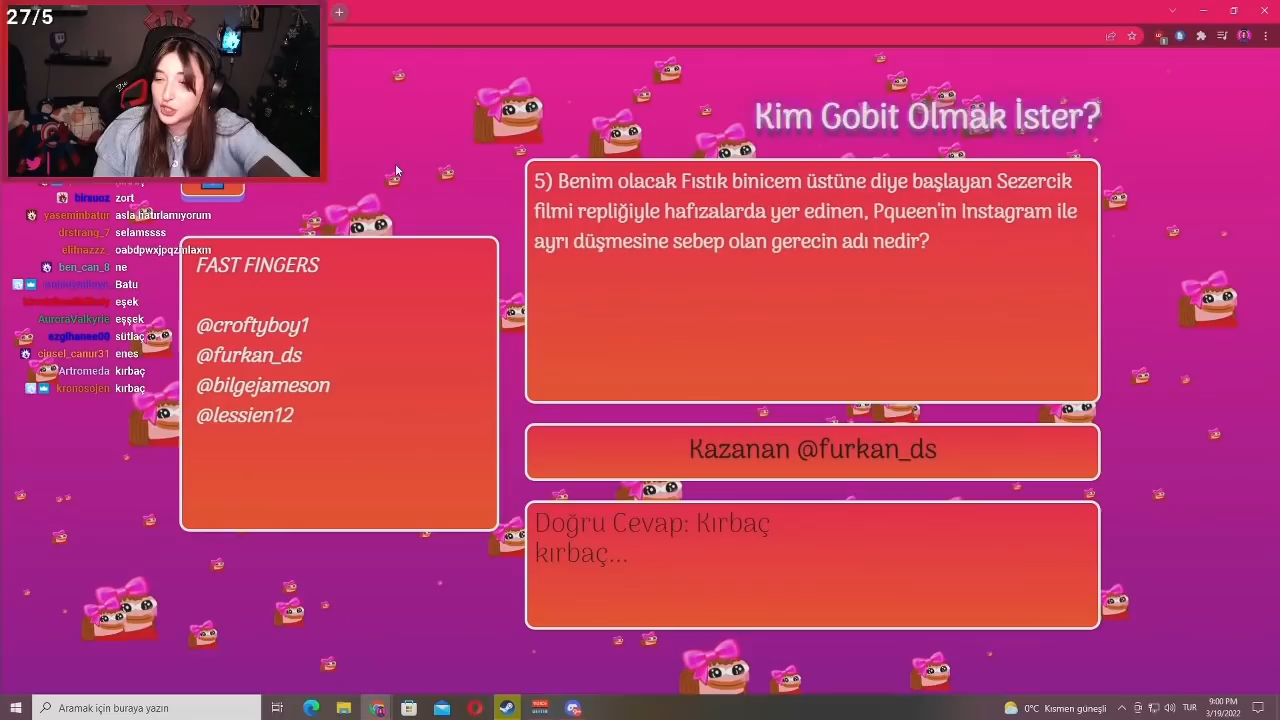 27/5
Kim Gobit Olmak İster?
5) Benim olacak Fıstık binicem üstüne diye başlayan Sezercik
filmi repliğiyle hafızalarda yer edinen, Pqueen'in Instagram ile
ayrı düşmesine sebep olan gerecin adı nedir?
Kazanan @furkan_ds
Doğru Cevap: Kırbaç
kırbaç...
FAST FINGERS
@croftyboy1
@furkan_ds
@bilgejameson
@lessien12
birsuoz zort
yaseminbatur asla hatırlamıyorum
drstrang_7 selamssss
elifnazzz_ oabdpwxjpqzmlaxm
ben_can_8 ne
Batu
eşek
AuroraValkyrie eşşek
ezgihanee00 sütlaç
cinsel_canur31 enes
Artromeda kırbaç
kronosojen kırbaç
Aramak için buraya yazın
0°C Kısmen güneşli
TUR
9:00 PM
3/19/2022